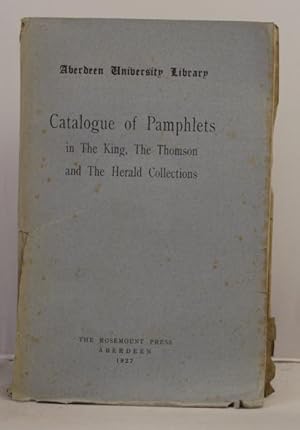 Aberdeen University Library
Catalogue of Pamphlets
in The King, The Thomson
and The Herald Collections
THE ROSEMOUNT PRESS
ABERDEEN
1927